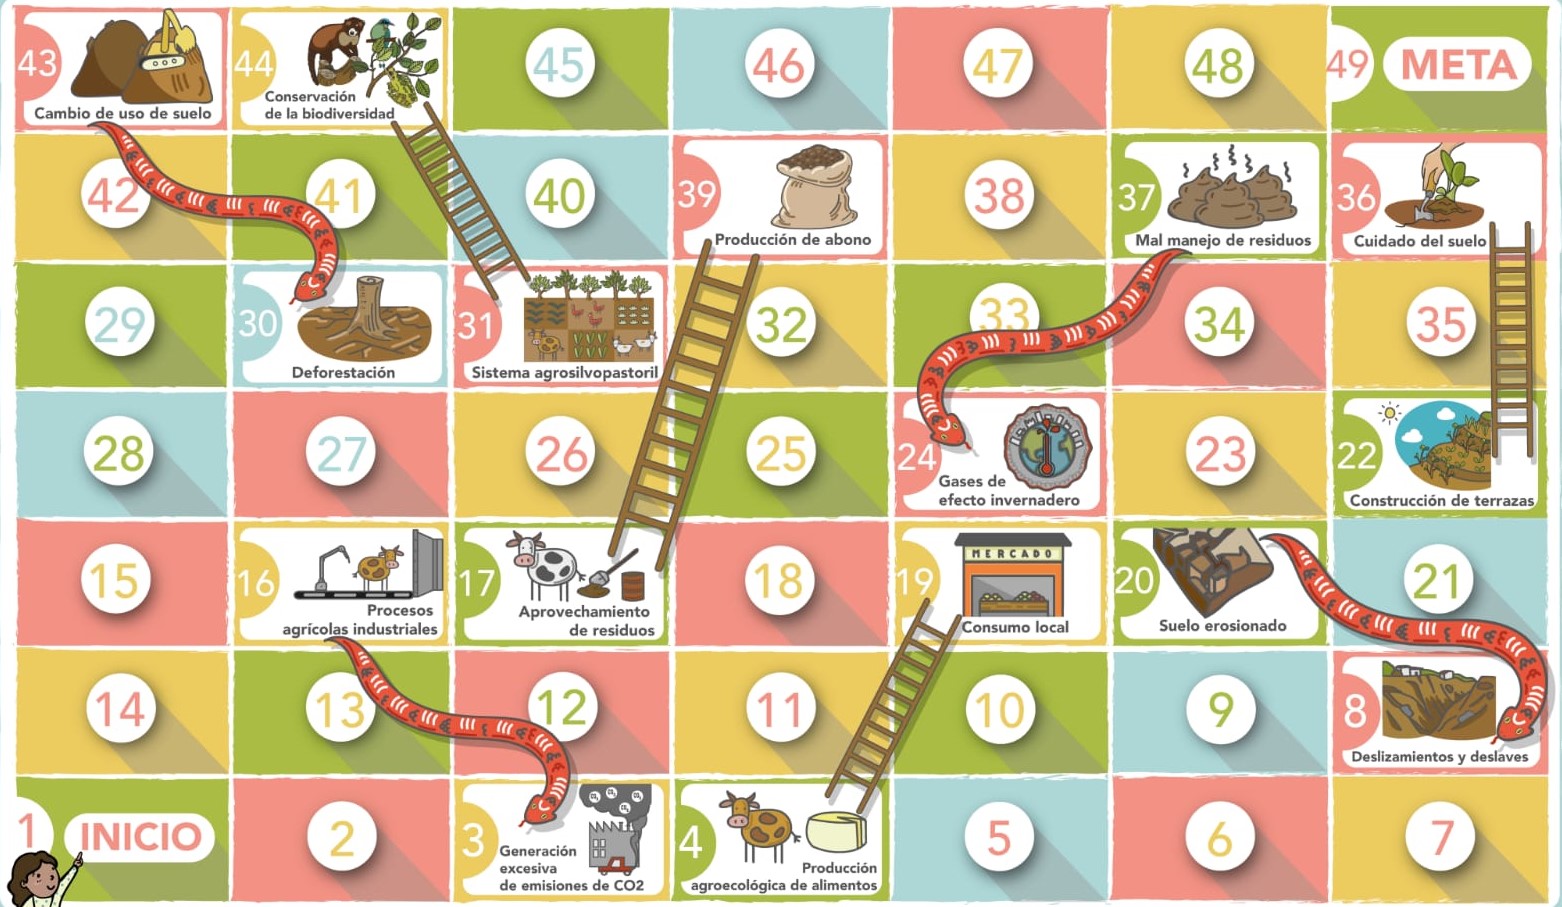 43
Cambio de uso de suelo
44
Conservación
de la biodiversidad
45
46
47
48
49
META
42
41
40
39
Producción de abono
38
37
Mal manejo de residuos
36
Cuidado del suelo
29
30
Deforestación
31
Sistema agrosilvopastoril
32
33
34
35
28
27
26
25
24
Gases de
efecto invernadero
23
22
Construcción de terrazas
15
16
Procesos
agrícolas industriales
17
Aprovechamiento
de residuos
18
19
MERCADO
Consumo local
20
Suelo erosionado
21
14
13
12
11
10
9
8
Deslizamientos y deslaves
1
INICIO
2
3
CO2
CO2
CO2
CO2
Generación
excesiva
de emisiones de CO2
4
Producción
agroecológica de alimentos
5
6
7